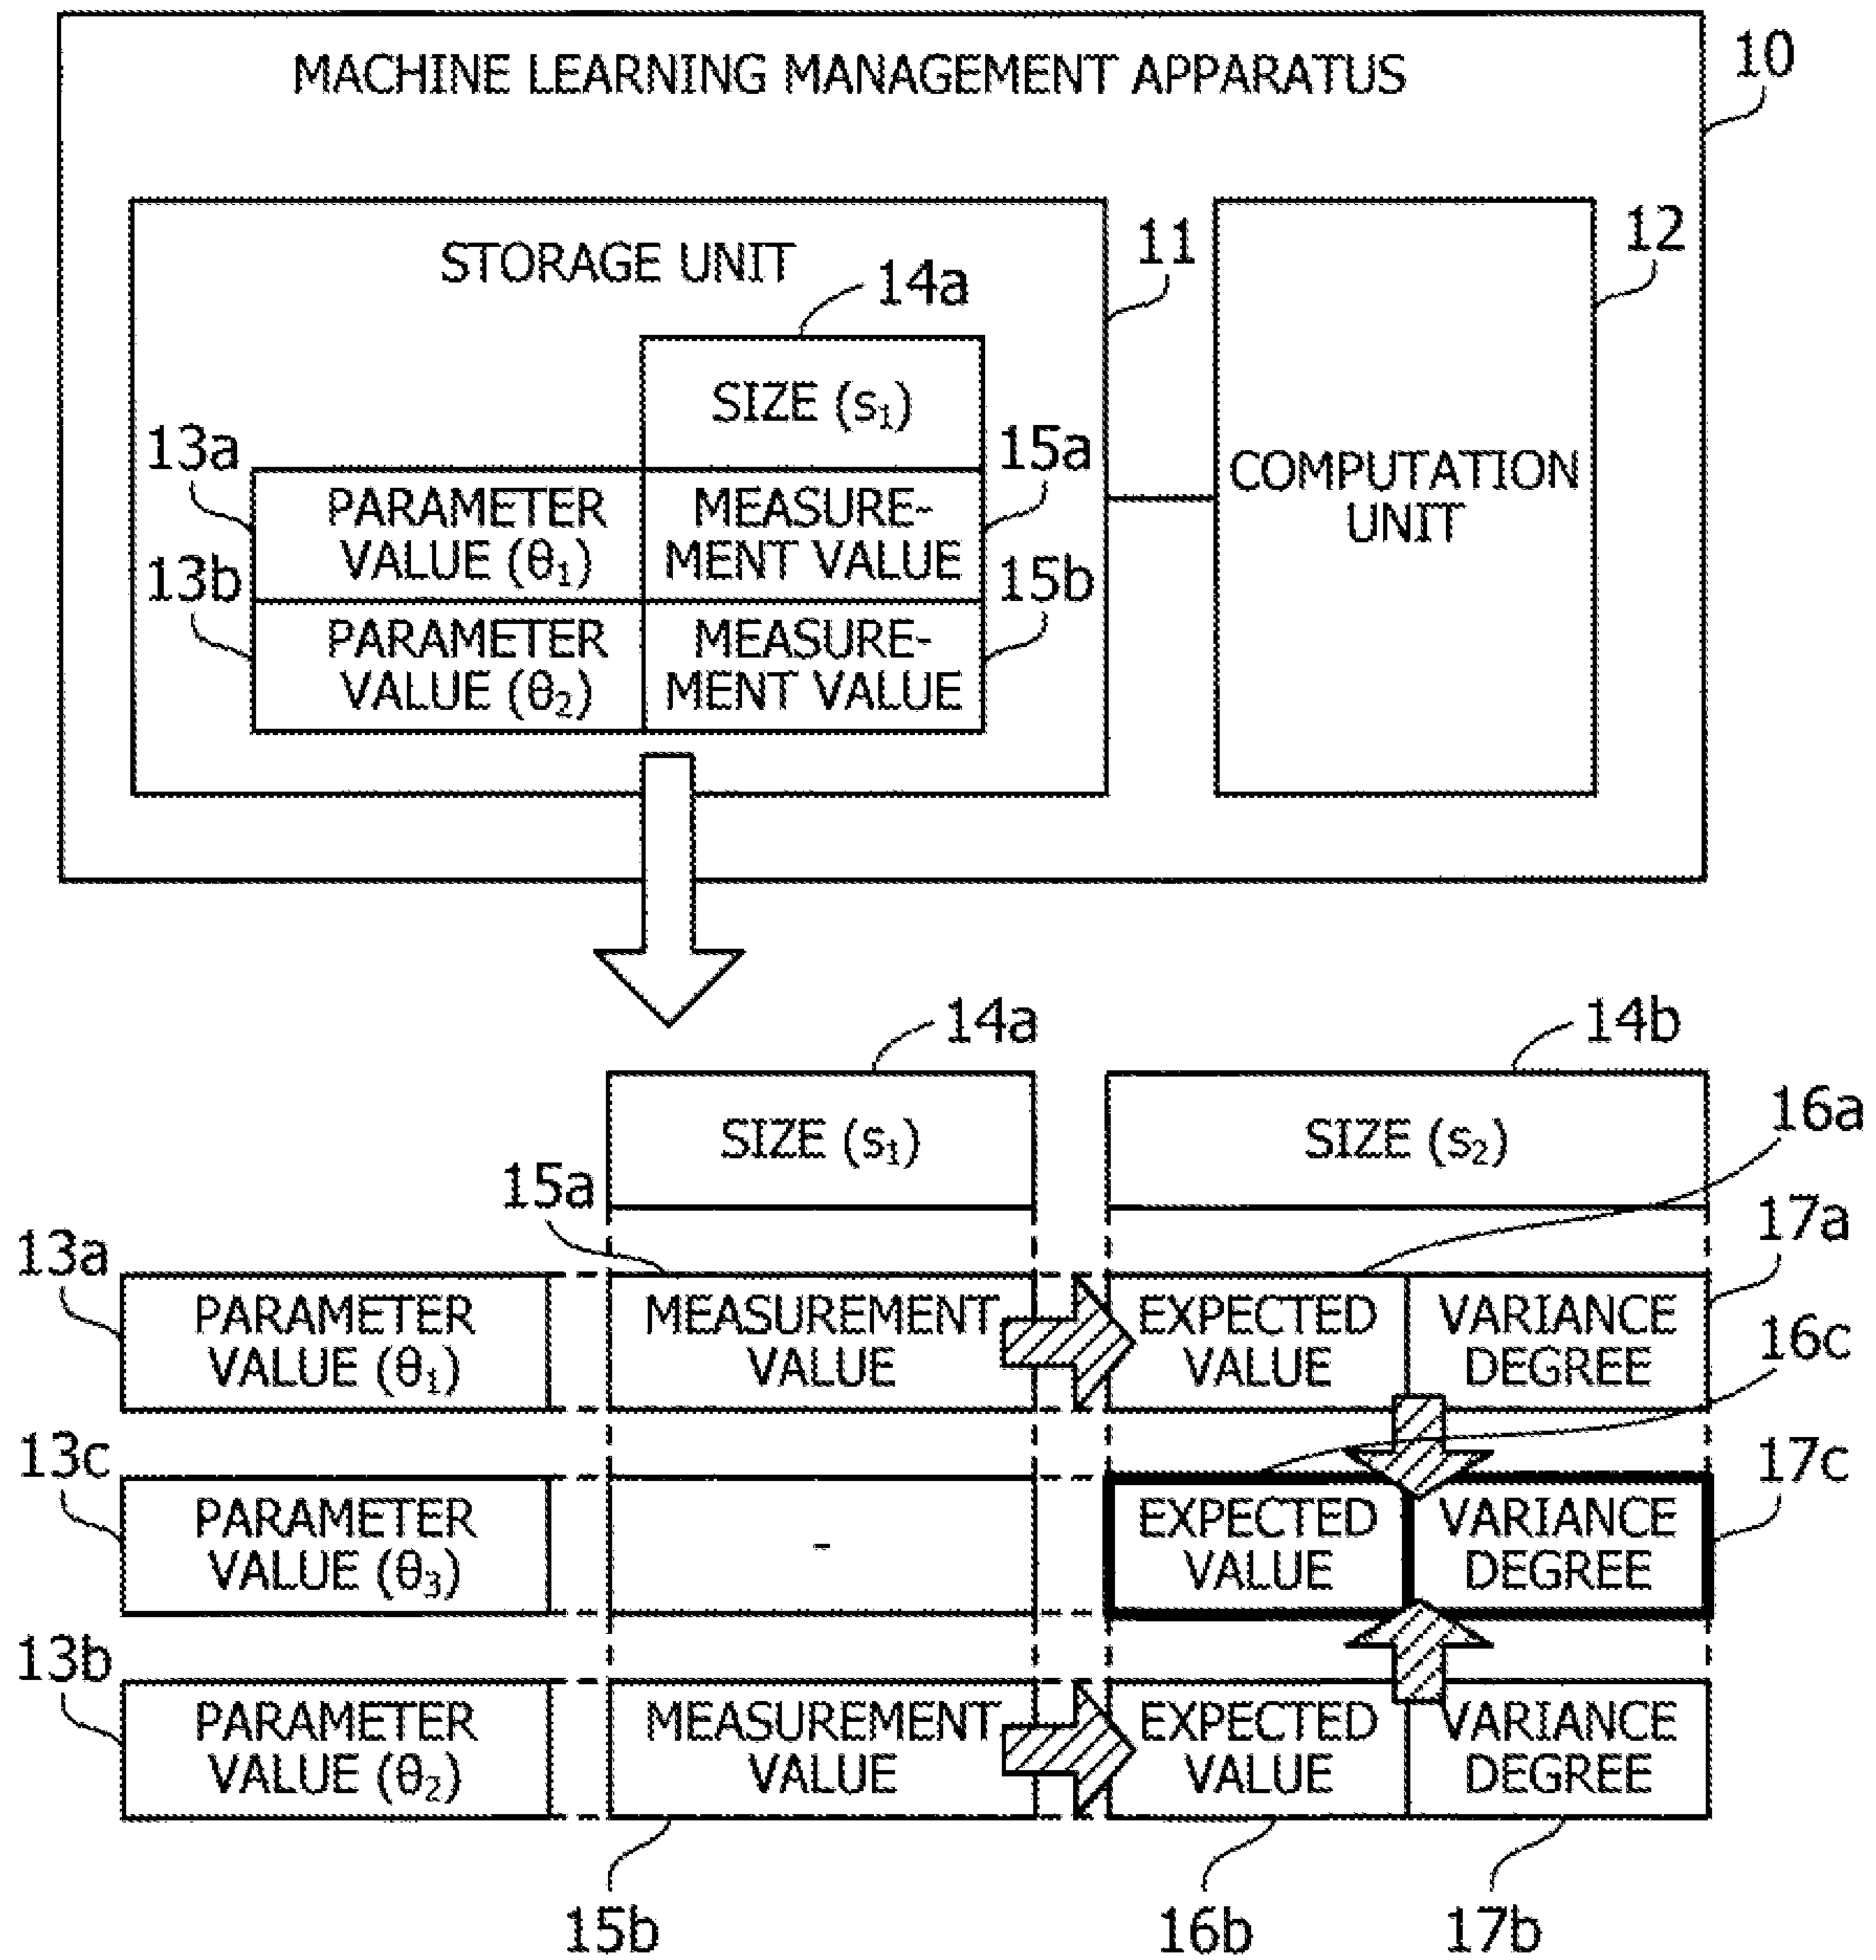 MACHINE LEARNING MANAGEMENT APPARATUS
10
STORAGE UNIT
11
12
14a
SIZE (s₁)
13a
15a
PARAMETER
VALUE (θ₁)
MEASURE-
MENT VALUE
13b
15b
PARAMETER
VALUE (θ₂)
MEASURE-
MENT VALUE
COMPUTATION
UNIT
14a
14b
SIZE (s₁)
SIZE (s₂)
16a
15a
17a
13a
PARAMETER
VALUE (θ₁)
MEASUREMENT
VALUE
EXPECTED
VALUE
VARIANCE
DEGREE
16c
13c
17c
PARAMETER
VALUE (θ₃)
-
EXPECTED
VALUE
VARIANCE
DEGREE
13b
PARAMETER
VALUE (θ₂)
MEASUREMENT
VALUE
EXPECTED
VALUE
VARIANCE
DEGREE
15b
16b
17b